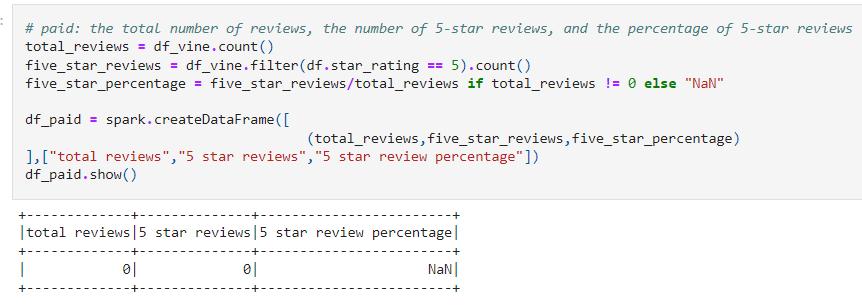 :
# paid: the total number of reviews, the number of 5-star reviews, and the percentage of 5-star reviews
total_reviews = df_vine.count()
five_star_reviews = df_vine.filter(df.star_rating == 5).count()
five_star_percentage = five_star_reviews/total_reviews if total_reviews != 0 else "NaN"
df_paid = spark.createDataFrame([
(total_reviews,five_star_reviews,five_star_percentage)
],["total reviews","5 star reviews","5 star review percentage"])
df_paid.show()
+-------------+--------------+------------------------+
|total reviews|5 star reviews|5 star review percentage|
+-------------+--------------+------------------------+
|            0|             0|                     NaN|
+-------------+--------------+------------------------+